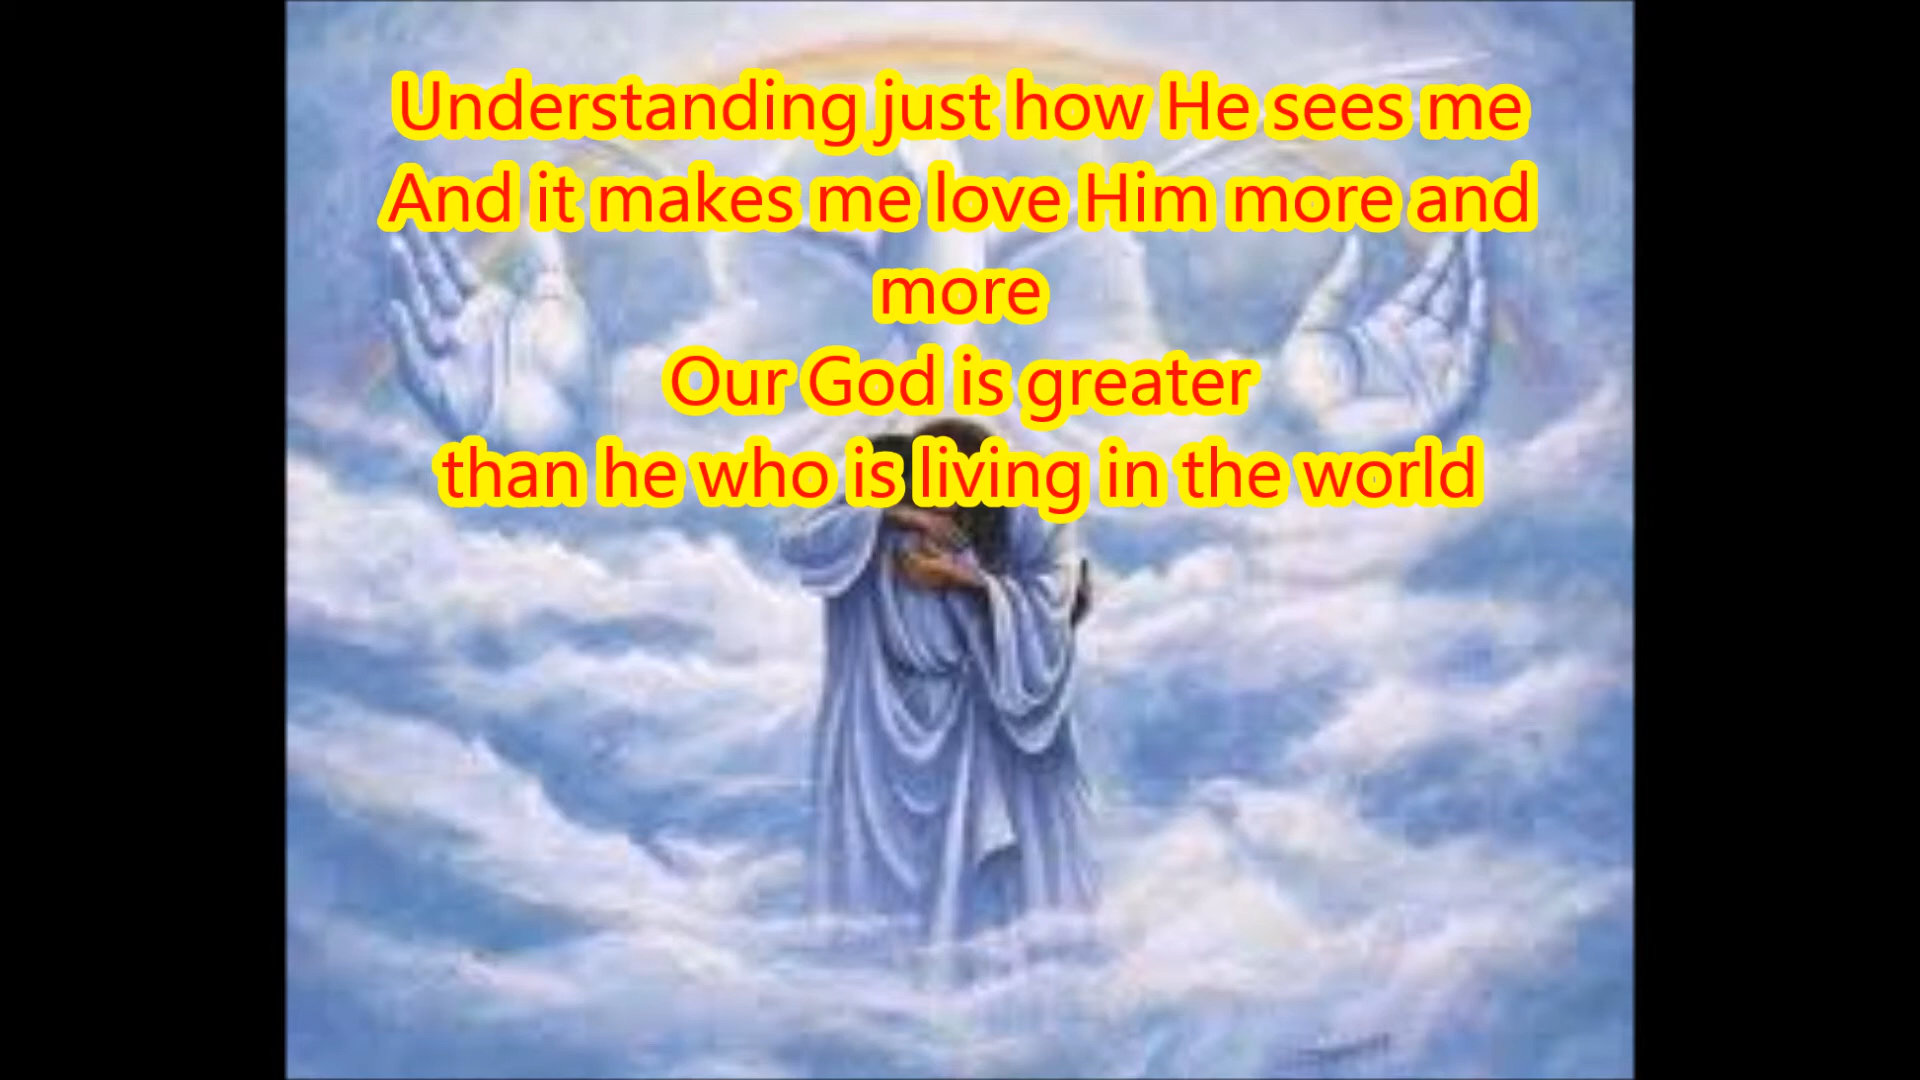 Understanding just how He sees me
And it makes me love Him more and
more
Our God is greater
than he who is living in the world